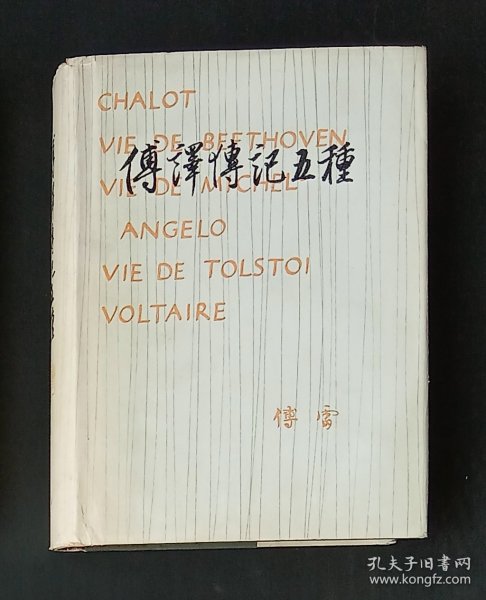 CHALOT
VIE DE BEETHOVEN
傅譯傳記五種
VIE DE MICHEL
ANGELO
VIE DE TOLSTOI
VOLTAIRE
傅雷
孔夫子旧书网
www.kongfz.com